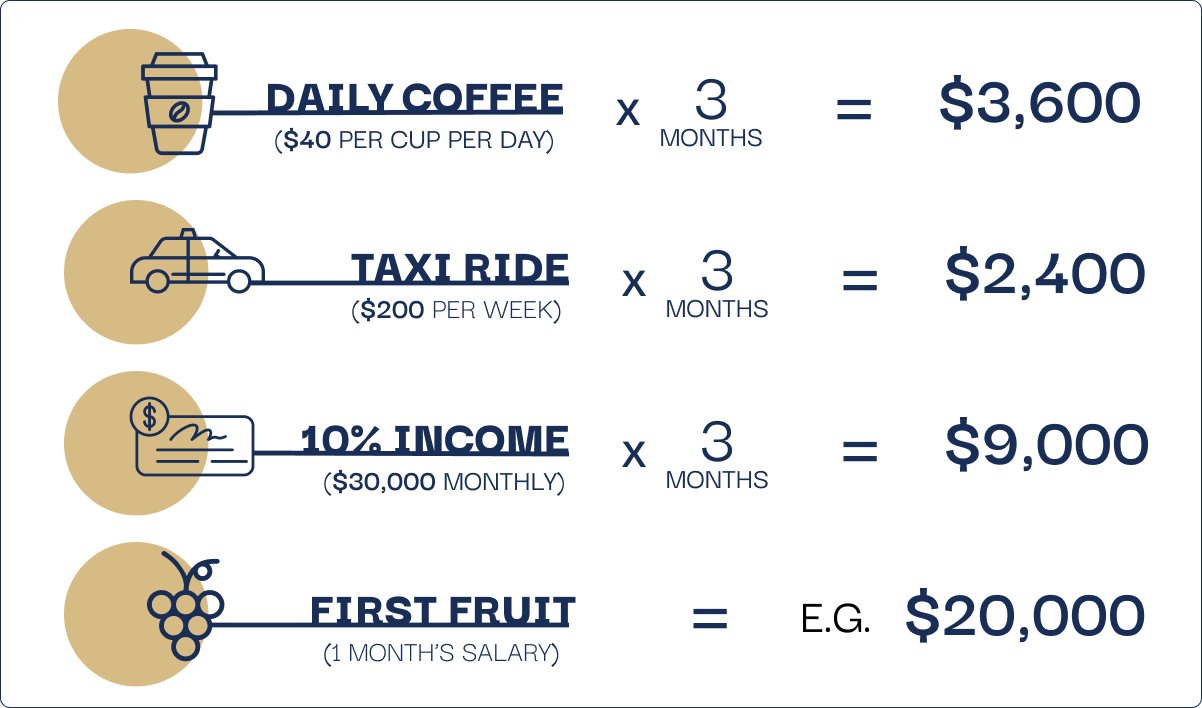 DAILY COFFEE x 3 = $3,600
($40 PER CUP PER DAY) MONTHS
TAXI RIDE x 3 = $2,400
($200 PER WEEK) MONTHS
$
10% INCOME x 3 = $9,000
($30,000 MONTHLY) MONTHS
FIRST FRUIT = E.G. $20,000
(1 MONTH'S SALARY)